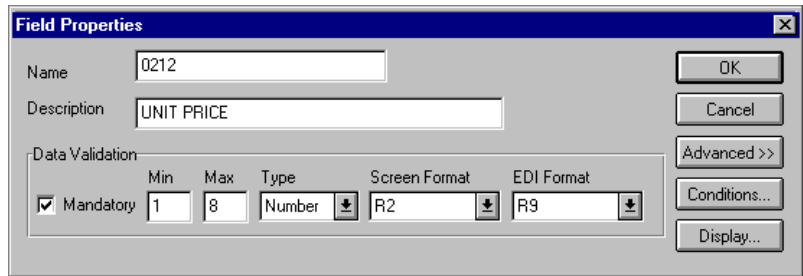 Field Properties
Name 0212 OK
Description UNIT PRICE Cancel
Data Validation Advanced >>
Min Max Type Screen Format EDI Format
Mandatory 1 8 Number R2 R9 Conditions...
Display...